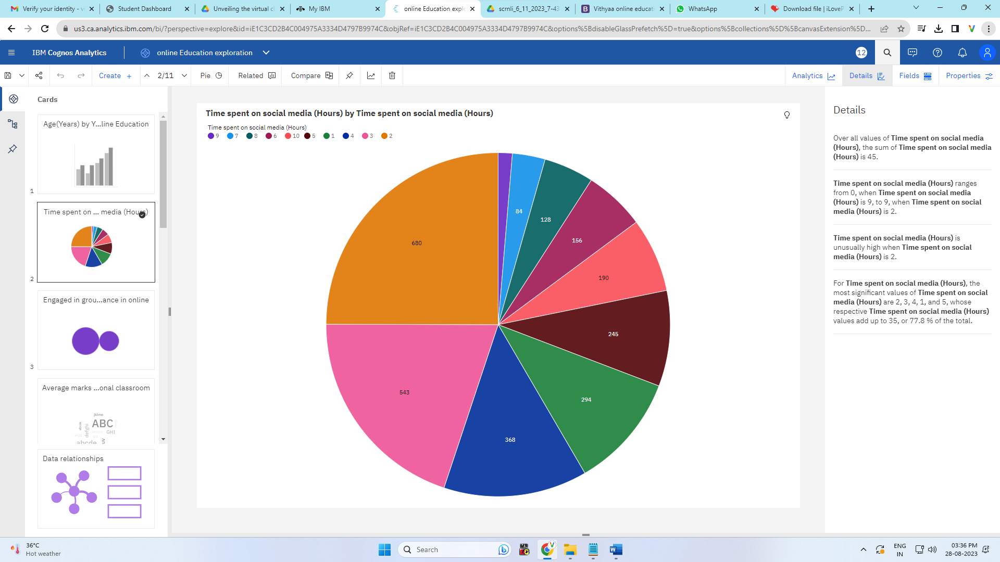 Verify your identity - v
Student Dashboard
Unveiling the virtual cl
My IBM
online Education explo
scrnli_6_11_2023_7-43
Vithyaa online educati
WhatsApp
Download file | iLoveP
us3.ca.analytics.ibm.com/bi/?perspective=explore&id=iE1C3CD2B4C004975A3334D4797B9974C&objRef=iE1C3CD2B4C004975A3334D4797B9974C&options%5BdisableGlassPrefetch%5D=true&options%5Bcollections%5D%5BcanvasExtension%5D...
IBM Cognos Analytics
online Education exploration
12
Create +
2/11
Pie
Related
Compare
Analytics
Details
Fields
Properties
Cards
Age(Years) by Y...line Education
1
Time spent on ... media (Hours)
2
Engaged in grou...ance in online
3
Average marks ...onal classroom
jklme
ABC
GHI
defghi
abcde
Data relationships
Time spent on social media (Hours) by Time spent on social media (Hours)
Time spent on social media (Hours)
9 7 8 6 10 5 1 4 3 2
84
128
156
190
245
294
368
543
680
Details
Over all values of Time spent on social media
(Hours), the sum of Time spent on social media
(Hours) is 45.
Time spent on social media (Hours) ranges
from 0, when Time spent on social media
(Hours) is 9, to 9, when Time spent on social
media (Hours) is 2.
Time spent on social media (Hours) is
unusually high when Time spent on social
media (Hours) is 2.
For Time spent on social media (Hours), the
most significant values of Time spent on social
media (Hours) are 2, 3, 4, 1, and 5, whose
respective Time spent on social media (Hours)
values add up to 35, or 77.8 % of the total.
36°C
Hot weather
Search
ENG
IN
03:36 PM
28-08-2023